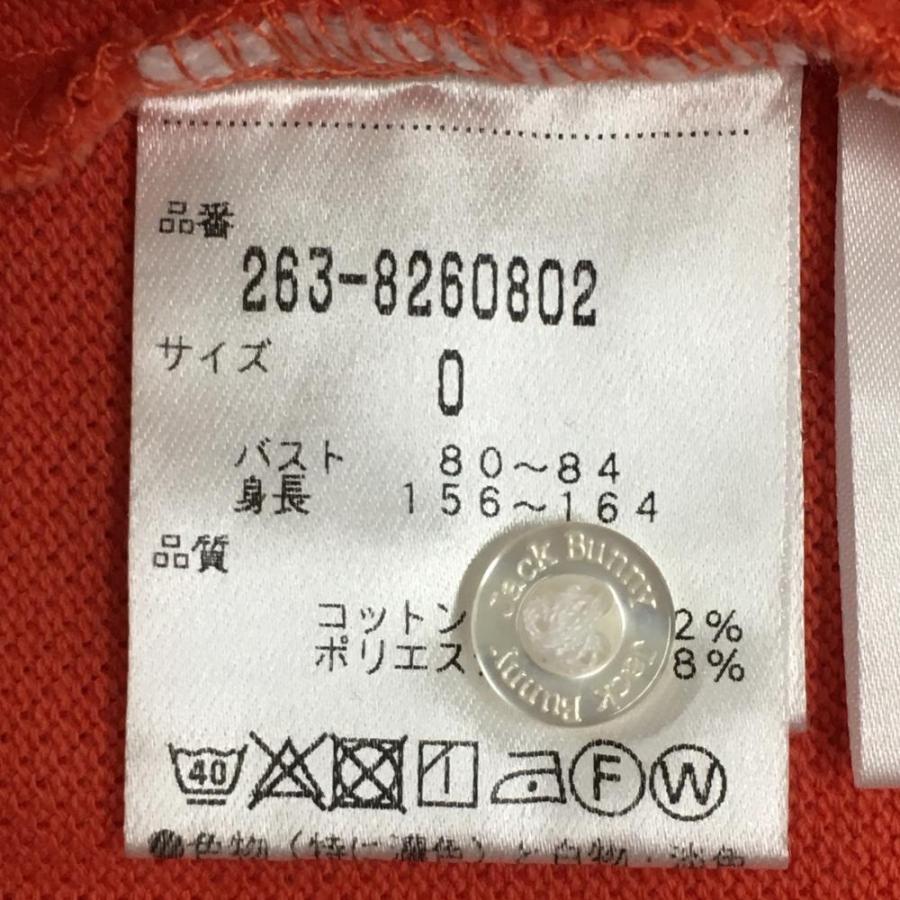 品番
263-8260802
サイズ
0
バスト 80~84
身長 156~164
品質
コットン 2%
ポリエス 8%
Jack Bunny Jack Bunny
40 F W
色物(特に濃色)と白物・淡色